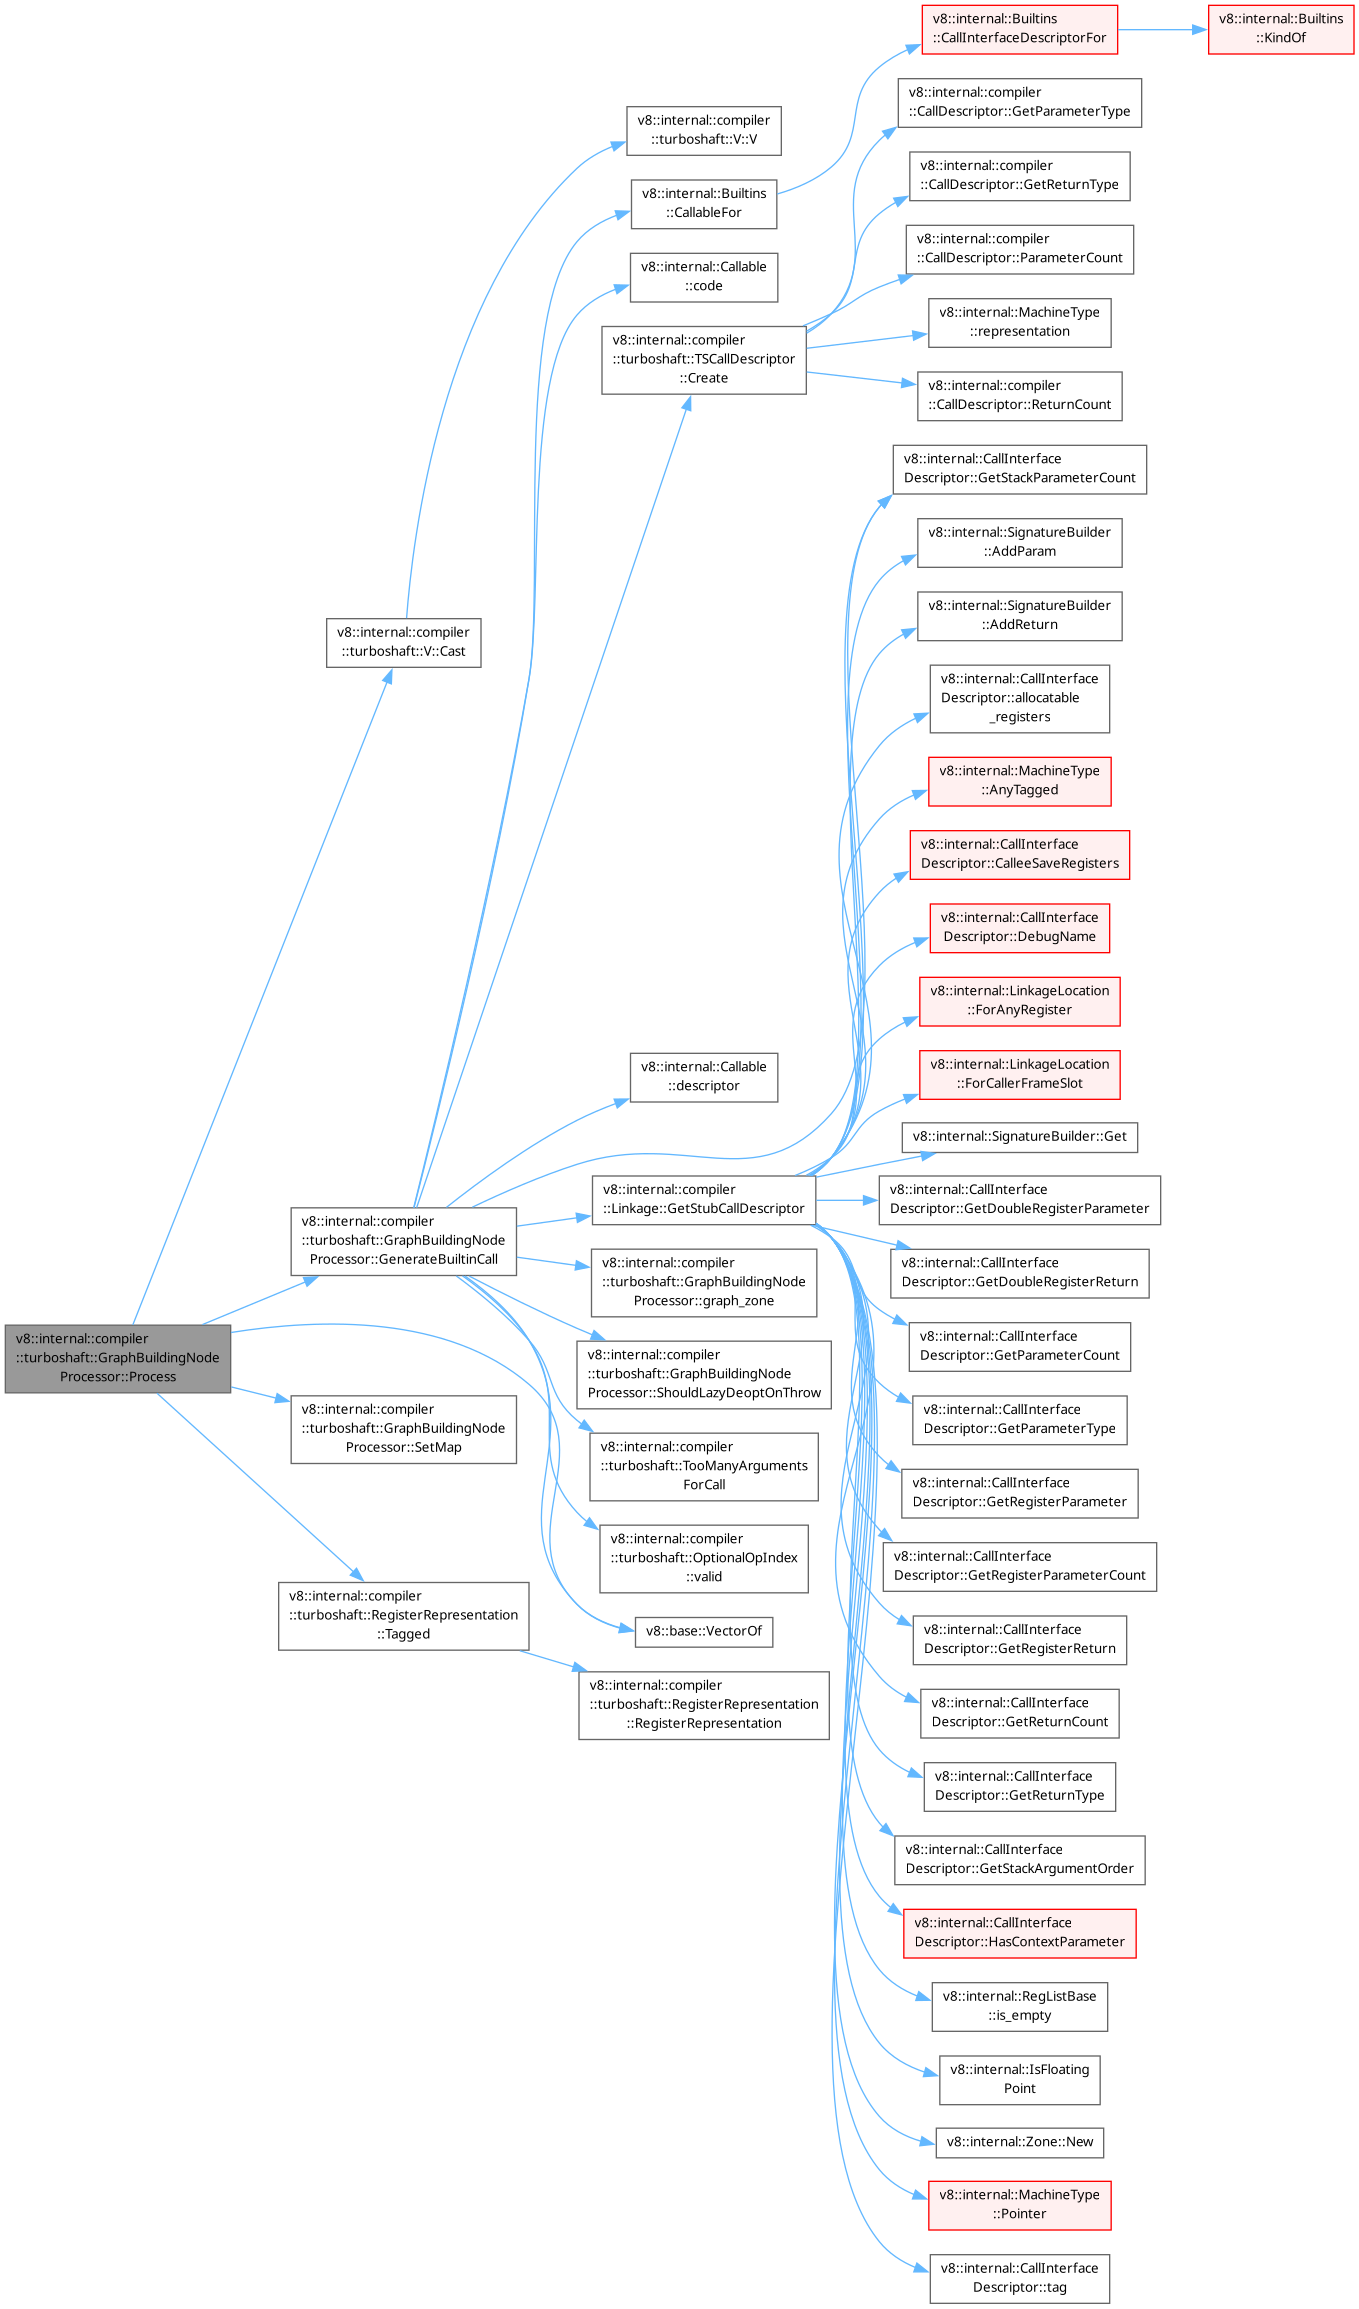 v8::internal::compiler
::turboshaft::GraphBuildingNode
Processor::Process
v8::internal::compiler
::turboshaft::V::Cast
v8::internal::compiler
::turboshaft::V::V
v8::internal::compiler
::turboshaft::GraphBuildingNode
Processor::GenerateBuiltinCall
v8::internal::Builtins
::CallableFor
v8::internal::Builtins
::CallInterfaceDescriptorFor
v8::internal::Builtins
::KindOf
v8::internal::Callable
::code
v8::internal::compiler
::turboshaft::TSCallDescriptor
::Create
v8::internal::compiler
::CallDescriptor::GetParameterType
v8::internal::compiler
::CallDescriptor::GetReturnType
v8::internal::compiler
::CallDescriptor::ParameterCount
v8::internal::MachineType
::representation
v8::internal::compiler
::CallDescriptor::ReturnCount
v8::internal::Callable
::descriptor
v8::internal::CallInterface
Descriptor::GetStackParameterCount
v8::internal::compiler
::Linkage::GetStubCallDescriptor
v8::internal::SignatureBuilder
::AddParam
v8::internal::SignatureBuilder
::AddReturn
v8::internal::CallInterface
Descriptor::allocatable
_registers
v8::internal::MachineType
::AnyTagged
v8::internal::CallInterface
Descriptor::CalleeSaveRegisters
v8::internal::CallInterface
Descriptor::DebugName
v8::internal::LinkageLocation
::ForAnyRegister
v8::internal::LinkageLocation
::ForCallerFrameSlot
v8::internal::SignatureBuilder::Get
v8::internal::CallInterface
Descriptor::GetDoubleRegisterParameter
v8::internal::CallInterface
Descriptor::GetDoubleRegisterReturn
v8::internal::CallInterface
Descriptor::GetParameterCount
v8::internal::CallInterface
Descriptor::GetParameterType
v8::internal::CallInterface
Descriptor::GetRegisterParameter
v8::internal::CallInterface
Descriptor::GetRegisterParameterCount
v8::internal::CallInterface
Descriptor::GetRegisterReturn
v8::internal::CallInterface
Descriptor::GetReturnCount
v8::internal::CallInterface
Descriptor::GetReturnType
v8::internal::CallInterface
Descriptor::GetStackArgumentOrder
v8::internal::CallInterface
Descriptor::HasContextParameter
v8::internal::RegListBase
::is_empty
v8::internal::IsFloating
Point
v8::internal::Zone::New
v8::internal::MachineType
::Pointer
v8::internal::CallInterface
Descriptor::tag
v8::internal::compiler
::turboshaft::GraphBuildingNode
Processor::graph_zone
v8::internal::compiler
::turboshaft::GraphBuildingNode
Processor::ShouldLazyDeoptOnThrow
v8::internal::compiler
::turboshaft::TooManyArguments
ForCall
v8::internal::compiler
::turboshaft::OptionalOpIndex
::valid
v8::base::VectorOf
v8::internal::compiler
::turboshaft::GraphBuildingNode
Processor::SetMap
v8::internal::compiler
::turboshaft::RegisterRepresentation
::Tagged
v8::internal::compiler
::turboshaft::RegisterRepresentation
::RegisterRepresentation